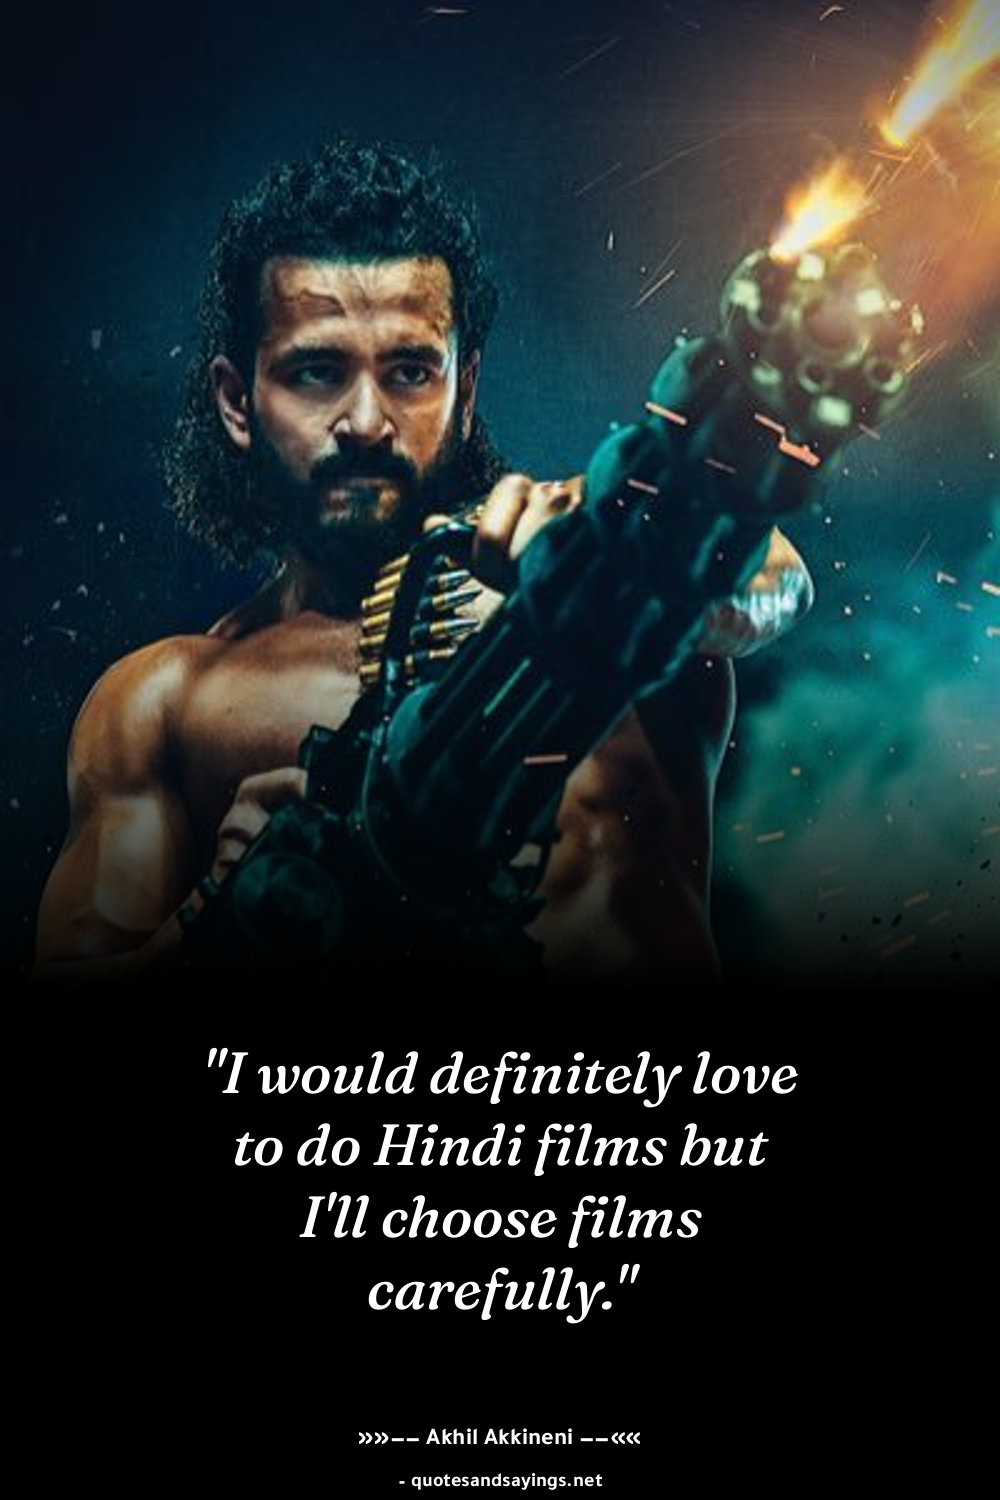 "I would definitely love
to do Hindi films but
I'll choose films
carefully."
»»–– Akhil Akkineni ––««
- quotesandsayings.net